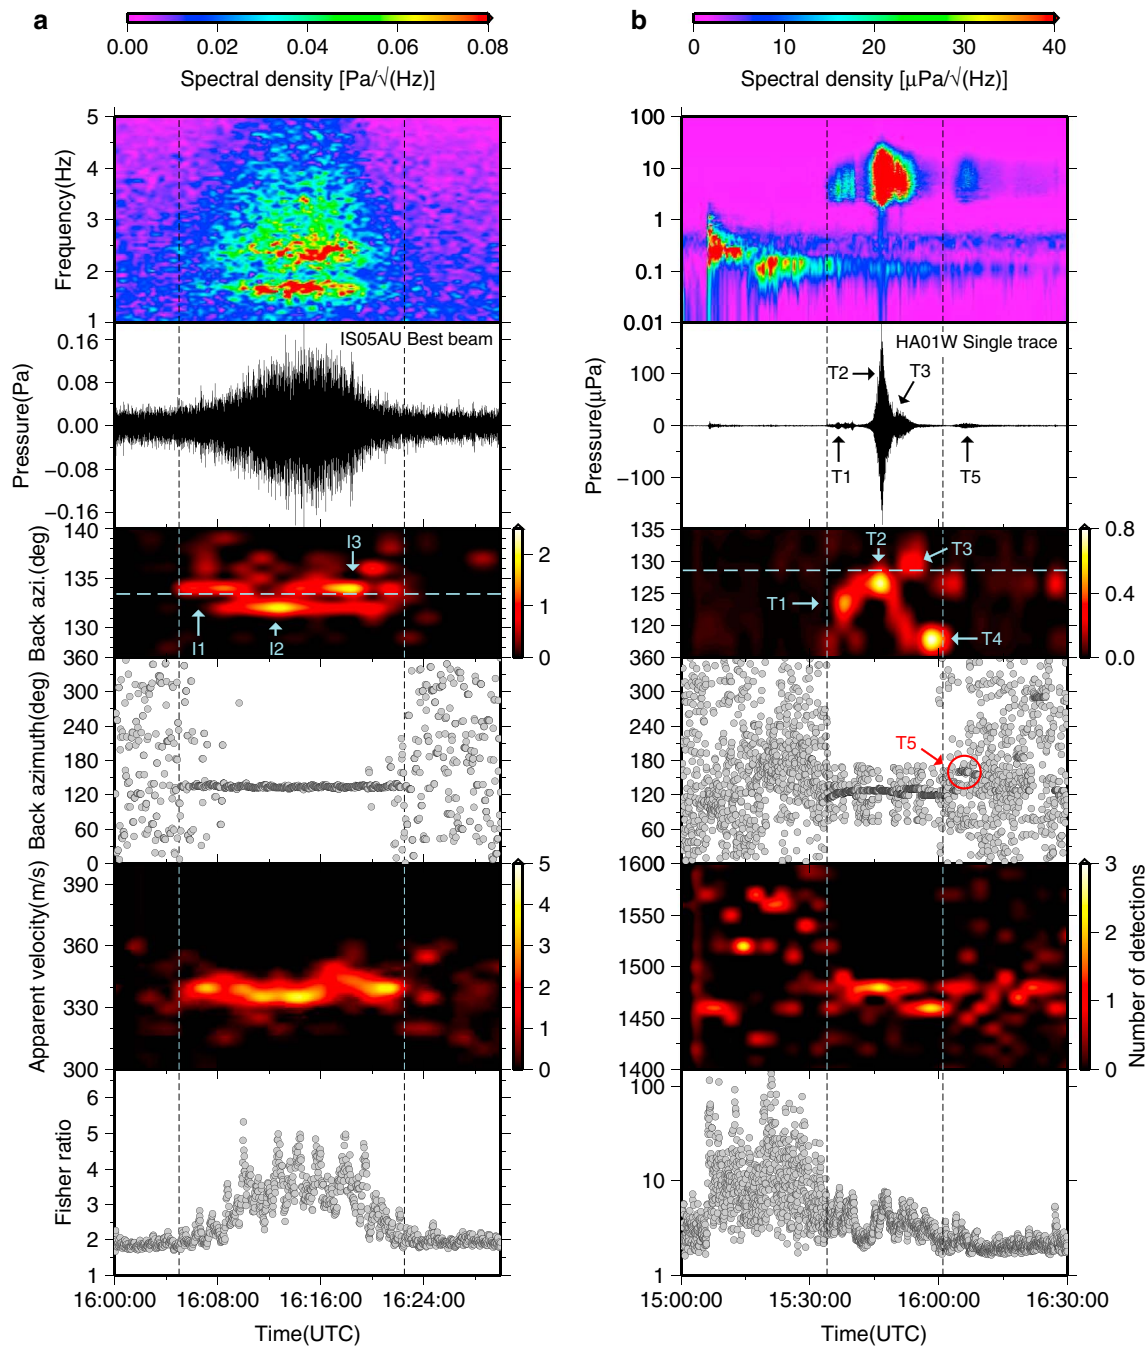 a
0.00 0.02 0.04 0.06 0.08
Spectral density [Pa/√(Hz)]
5
4
3
2
1
Frequency(Hz)
IS05AU Best beam
0.16
0.08
0.00
−0.08
−0.16
Pressure(Pa)
140
135
130
Back azi.(deg)
I1
I2
I3
2
1
0
360
300
240
180
120
60
0
Back azimuth(deg)
390
360
330
300
Apparent velocity(m/s)
5
4
3
2
1
0
6
5
4
3
2
1
Fisher ratio
16:00:00 16:08:00 16:16:00 16:24:00
Time(UTC)
b
0 10 20 30 40
Spectral density [μPa/√(Hz)]
100
10
1
0.1
0.01
HA01W Single trace
100
0
−100
Pressure(μPa)
T2
T3
T1
T5
135
130
125
120
T2
T3
T1
T4
0.8
0.4
0.0
360
300
240
180
120
60
T5
1600
1550
1500
1450
1400
3
2
1
0
Number of detections
100
10
1
15:00:00 15:30:00 16:00:00 16:30:00
Time(UTC)